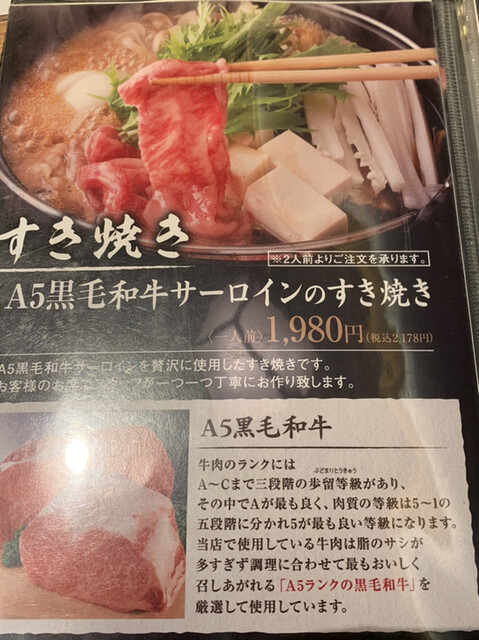 すき焼き
※2人前よりご注文を承ります。
A5黒毛和牛サーロインのすき焼き
〈一人前〉1,980円(税込2,178円)
A5黒毛和牛サーロインを贅沢に使用したすき焼きです。
お客様のお席でスタッフが一つ一つ丁寧にお作り致します。
A5黒毛和牛
牛肉のランクには
ぶどまりとうきゅう
A〜Cまで三段階の歩留等級があり、
その中でAが最も良く、肉質の等級は5〜1の
五段階に分かれ5が最も良い等級になります。
当店で使用している牛肉は脂のサシが
多すぎず調理に合わせて最もおいしく
召しあがれる「A5ランクの黒毛和牛」を
厳選して使用しています。